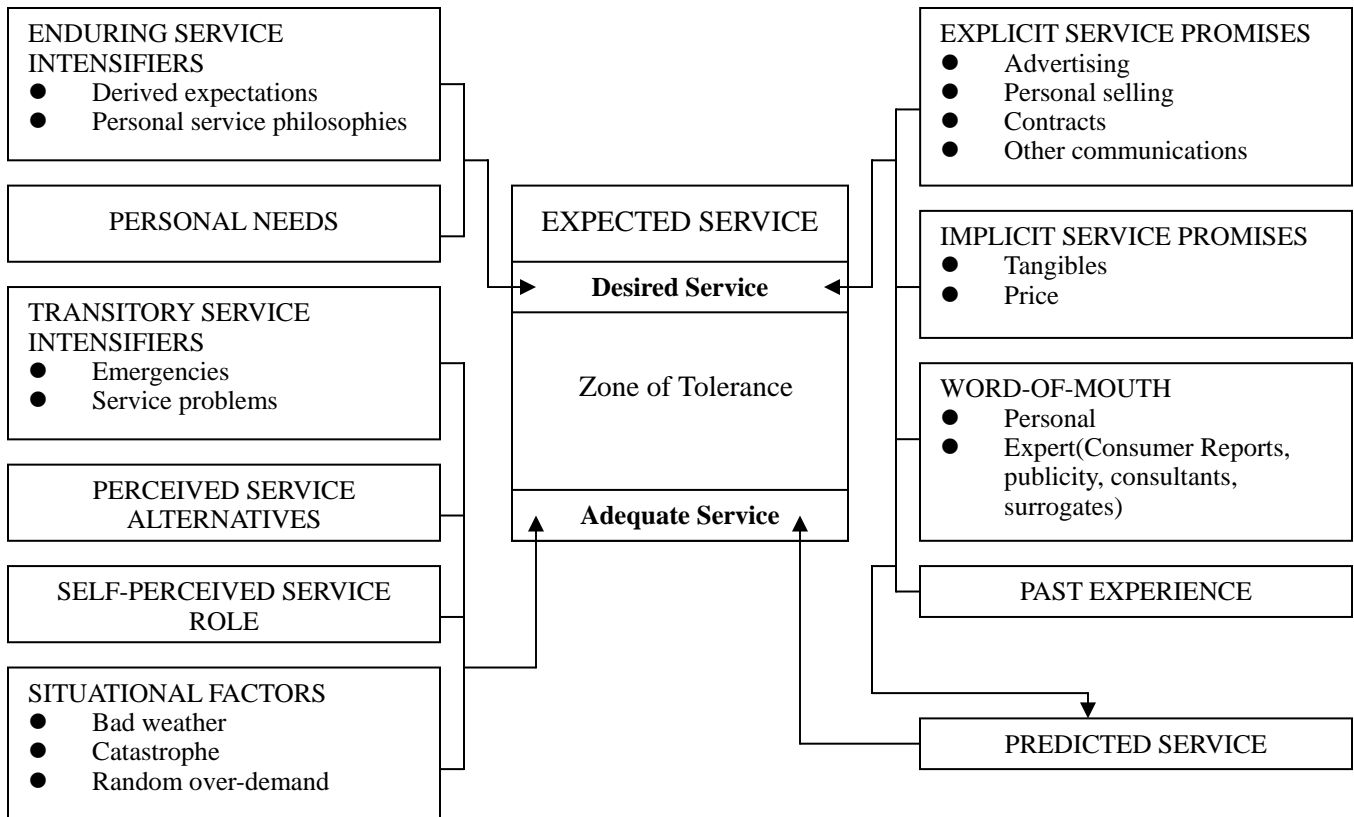 ENDURING SERVICE
INTENSIFIERS
● Derived expectations
● Personal service philosophies
PERSONAL NEEDS
TRANSITORY SERVICE
INTENSIFIERS
● Emergencies
● Service problems
PERCEIVED SERVICE
ALTERNATIVES
SELF-PERCEIVED SERVICE
ROLE
SITUATIONAL FACTORS
● Bad weather
● Catastrophe
● Random over-demand
EXPECTED SERVICE
Desired Service
Zone of Tolerance
Adequate Service
EXPLICIT SERVICE PROMISES
● Advertising
● Personal selling
● Contracts
● Other communications
IMPLICIT SERVICE PROMISES
● Tangibles
● Price
WORD-OF-MOUTH
● Personal
● Expert(Consumer Reports,
publicity, consultants,
surrogates)
PAST EXPERIENCE
PREDICTED SERVICE